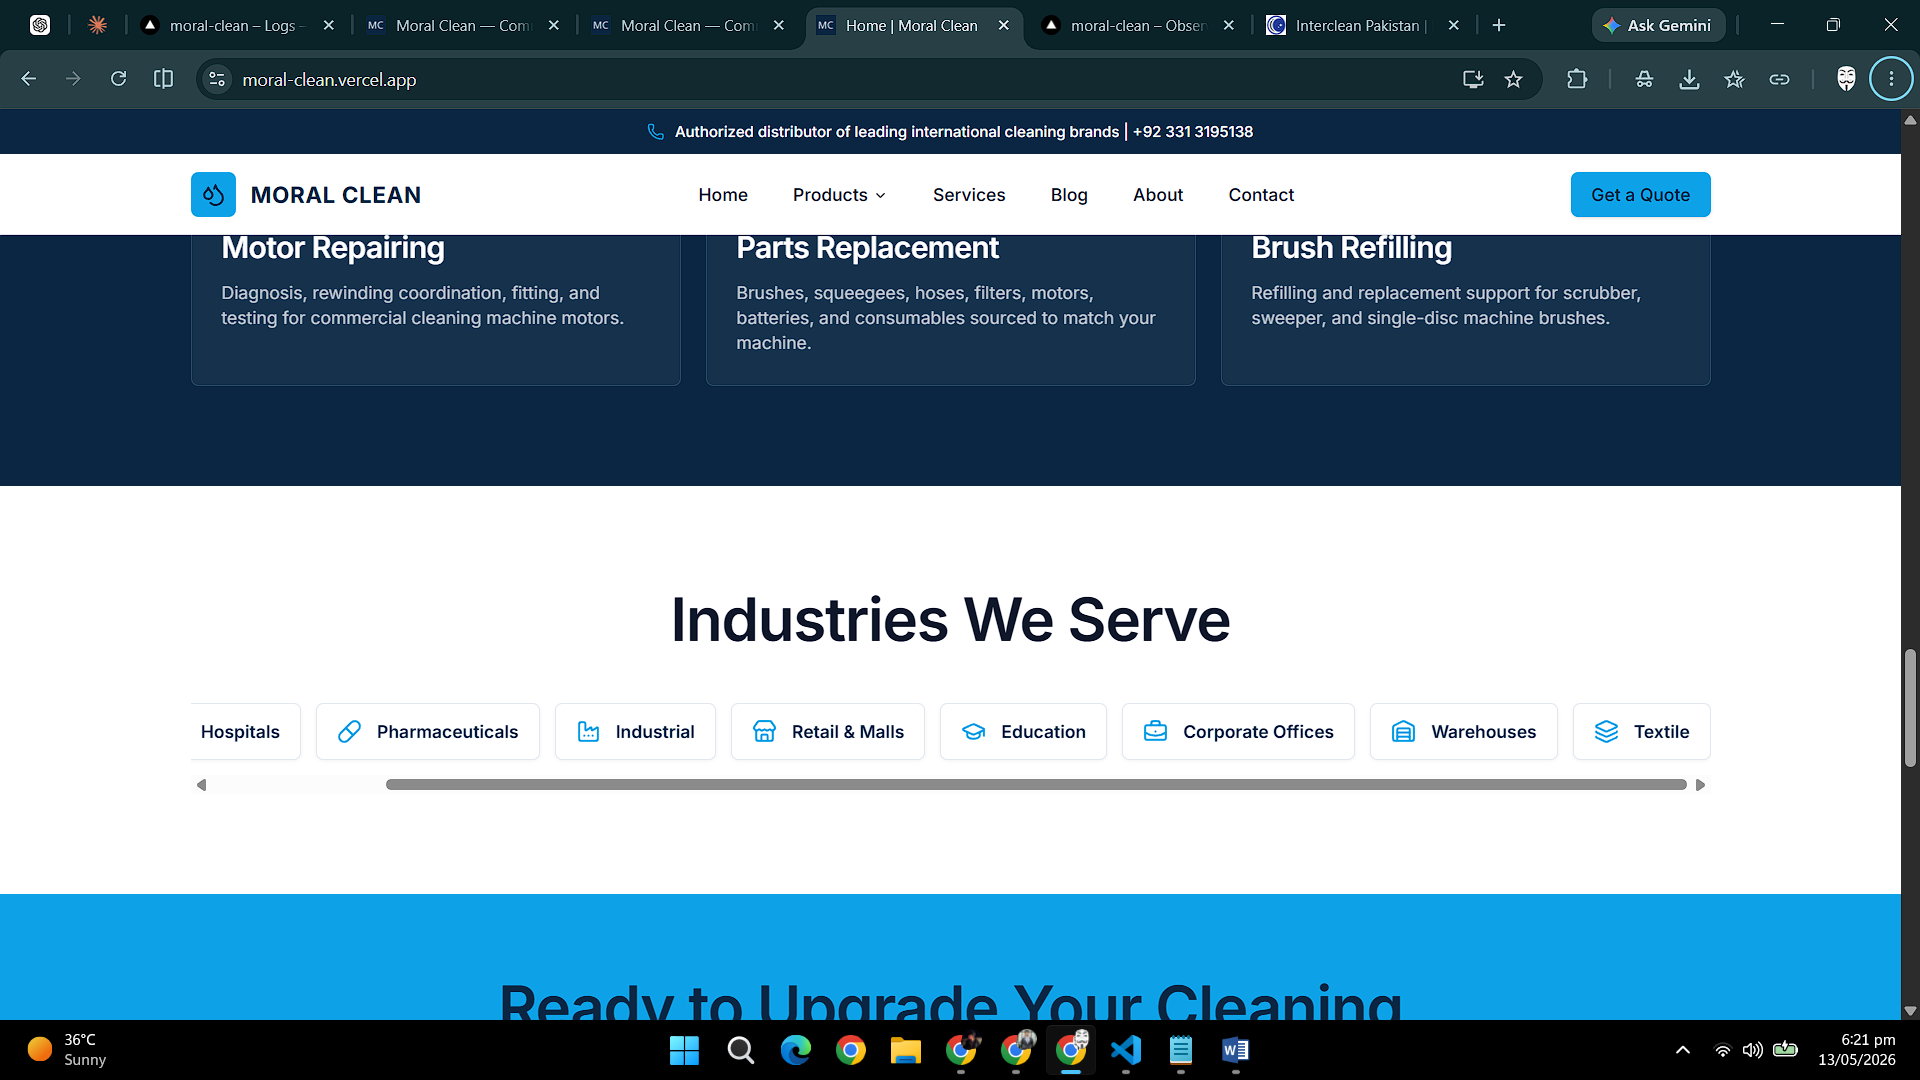 moral-clean – Logs –
Moral Clean — Com
Moral Clean — Com
Home | Moral Clean
moral-clean – Obser
Interclean Pakistan |
Ask Gemini
moral-clean.vercel.app
Authorized distributor of leading international cleaning brands | +92 331 3195138
MORAL CLEAN
Home
Products
Services
Blog
About
Contact
Get a Quote
Motor Repairing
Diagnosis, rewinding coordination, fitting, and
testing for commercial cleaning machine motors.
Parts Replacement
Brushes, squeegees, hoses, filters, motors,
batteries, and consumables sourced to match your
machine.
Brush Refilling
Refilling and replacement support for scrubber,
sweeper, and single-disc machine brushes.
Industries We Serve
Hospitals
Pharmaceuticals
Industrial
Retail & Malls
Education
Corporate Offices
Warehouses
Textile
Ready to Upgrade Your Cleaning
36°C
Sunny
6:21 pm
13/05/2026